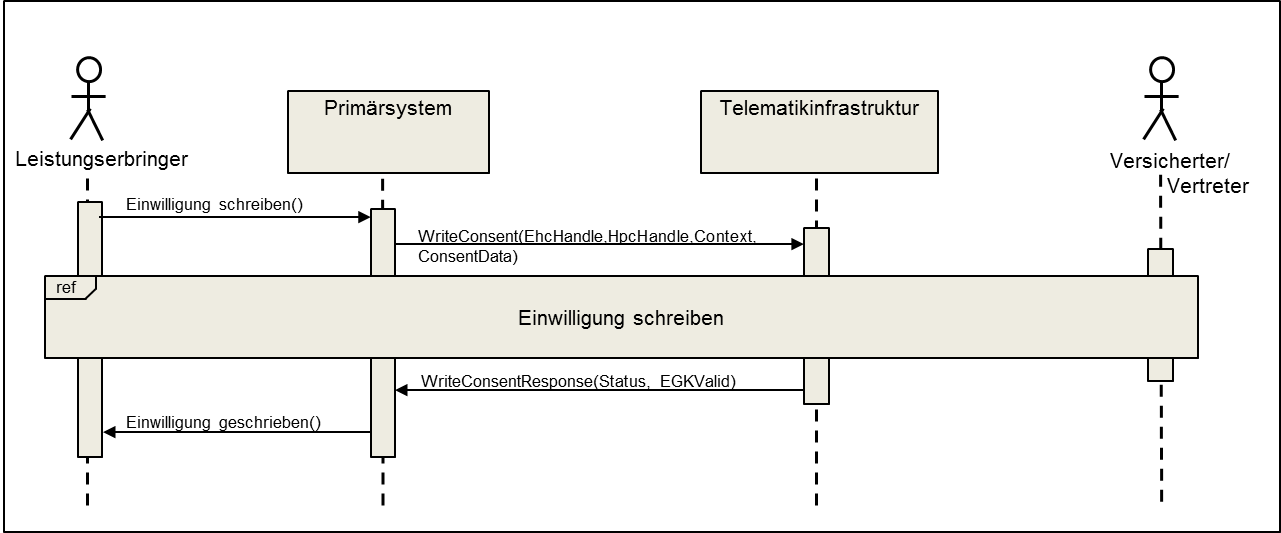 Primärsystem
Telematikinfrastruktur
Leistungserbringer
Versicherter/
Vertreter
Einwilligung schreiben()
WriteConsent(EhcHandle,HpcHandle,Context,
ConsentData)
ref
Einwilligung schreiben
WriteConsentResponse(Status, EGKValid)
Einwilligung geschrieben()